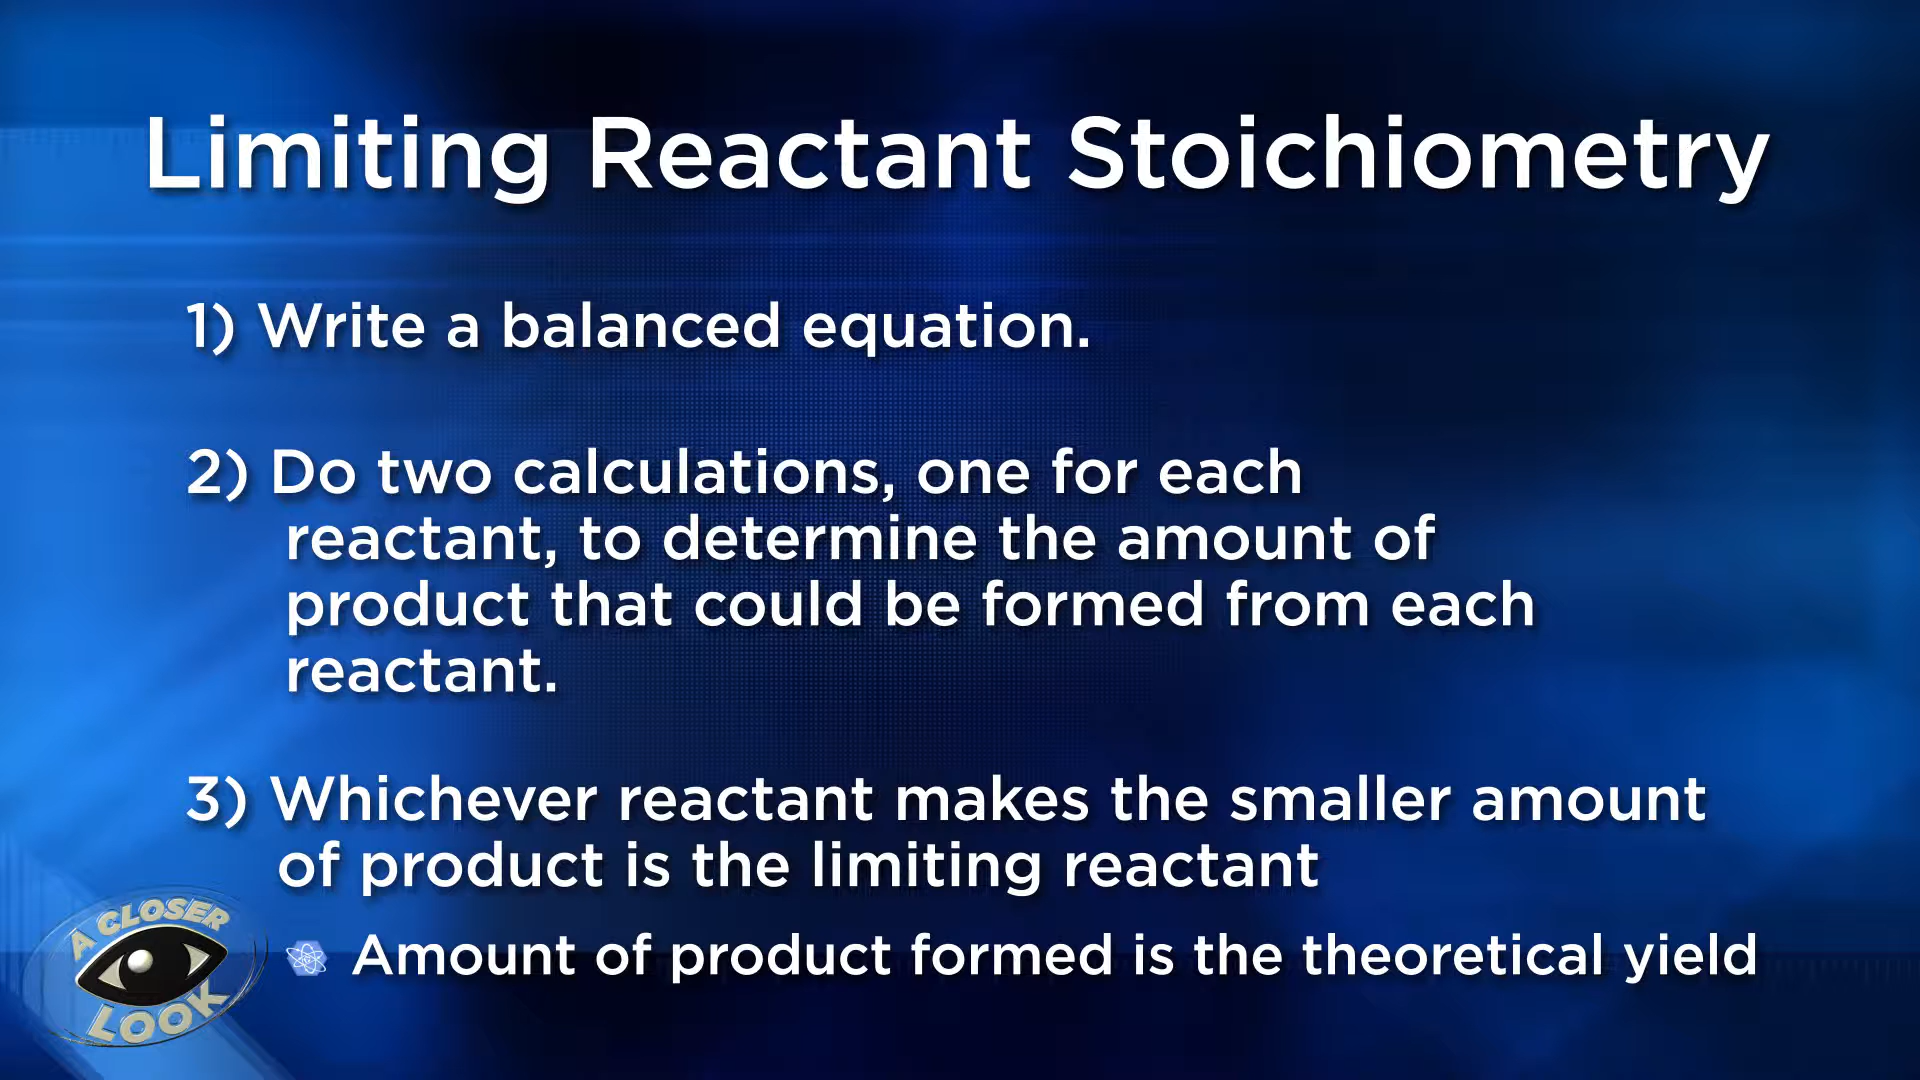 Limiting Reactant Stoichiometry
1) Write a balanced equation.
2) Do two calculations, one for each
reactant, to determine the amount of
product that could be formed from each
reactant.
3) Whichever reactant makes the smaller amount
of product is the limiting reactant
Amount of product formed is the theoretical yield
A CLOSER
LOOK